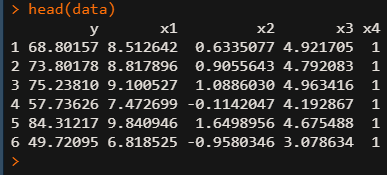 > head(data)
y x1 x2 x3 x4
1 68.80157 8.512642 0.6335077 4.921705 1
2 73.80178 8.817896 0.9055643 4.792083 1
3 75.23810 9.100527 1.0886030 4.963416 1
4 57.73626 7.472699 -0.1142047 4.192867 1
5 84.31217 9.840946 1.6498956 4.675488 1
6 49.72095 6.818525 -0.9580346 3.078634 1
>